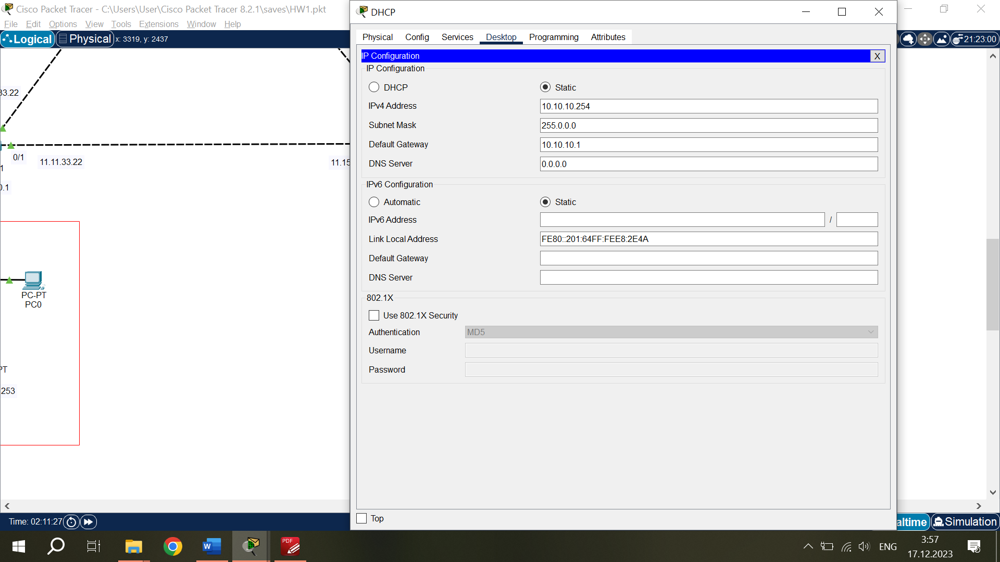 Cisco Packet Tracer - C:\Users\User\Cisco Packet Tracer 8.2.1\saves\HW1.pkt
File Edit Options View Tools Extensions Window Help
Logical Physical x: 3319, y: 2437
21:23:00
33.22
0/1
11.11.33.22
11.15
1
0.1
PC-PT
PC0
PT
253
Time: 02:11:27
altime
Simulation
DHCP
Physical Config Services Desktop Programming Attributes
IP Configuration X
IP Configuration
DHCP Static
IPv4 Address 10.10.10.254
Subnet Mask 255.0.0.0
Default Gateway 10.10.10.1
DNS Server 0.0.0.0
IPv6 Configuration
Automatic Static
IPv6 Address /
Link Local Address FE80::201:64FF:FEE8:2E4A
Default Gateway
DNS Server
802.1X
Use 802.1X Security
Authentication MD5
Username
Password
Top
W
PDF
ENG
3:57
17.12.2023